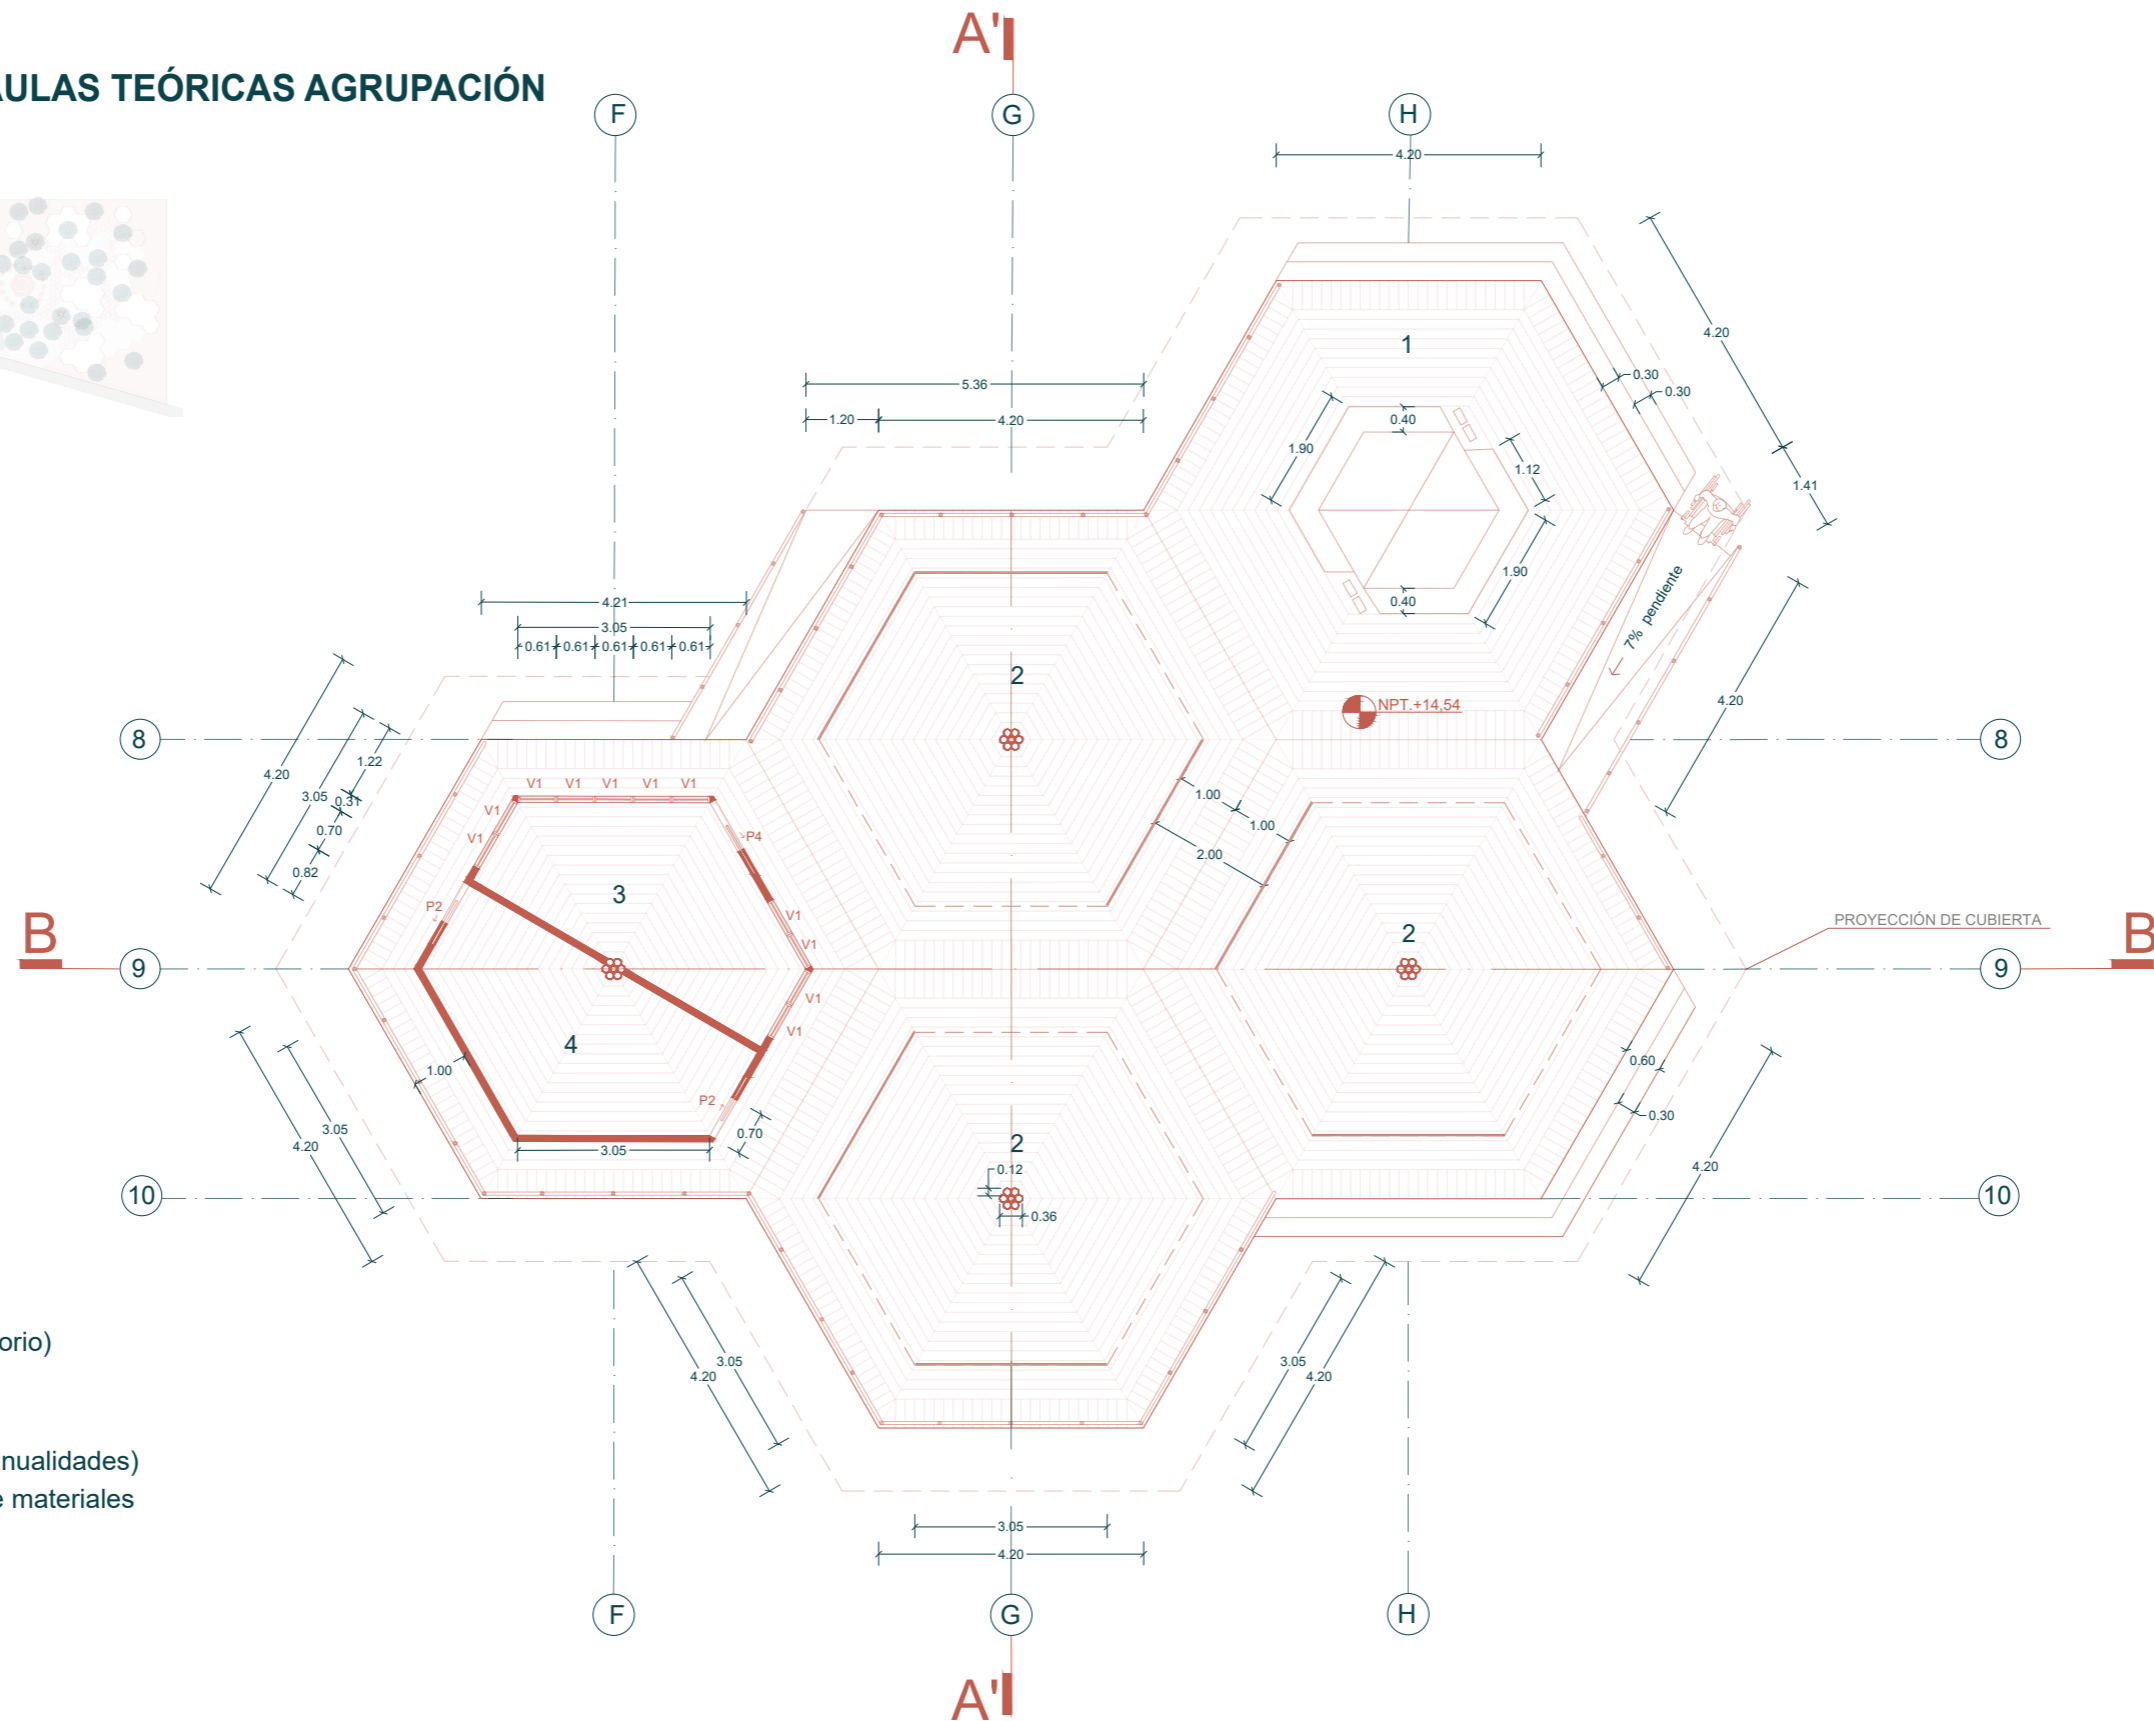 A'
AULAS TEÓRICAS AGRUPACIÓN
F
G
H
4.20
4.20
5.36
1.20
4.20
1
0.30
0.30
0.40
1.90
1.12
1.41
4.21
3.05
0.61 0.61 0.61 0.61 0.61
2
1.90
0.40
7% pendiente
4.20
NPT.+14,54
8
8
4.20
1.22
3.05
0.31
0.70
0.82
V1 V1 V1 V1 V1
V1
V1
P4
1.00
1.00
2.00
3
P2
V1
V1
2
PROYECCIÓN DE CUBIERTA
B
9
9
B
V1
V1
4
1.00
0.60
0.30
P2
0.70
3.05
4.20
3.05
2
0.12
0.36
4.20
10
10
orio)
3.05
4.20
3.05
4.20
nualidades)
e materiales
3.05
4.20
F
G
H
A'